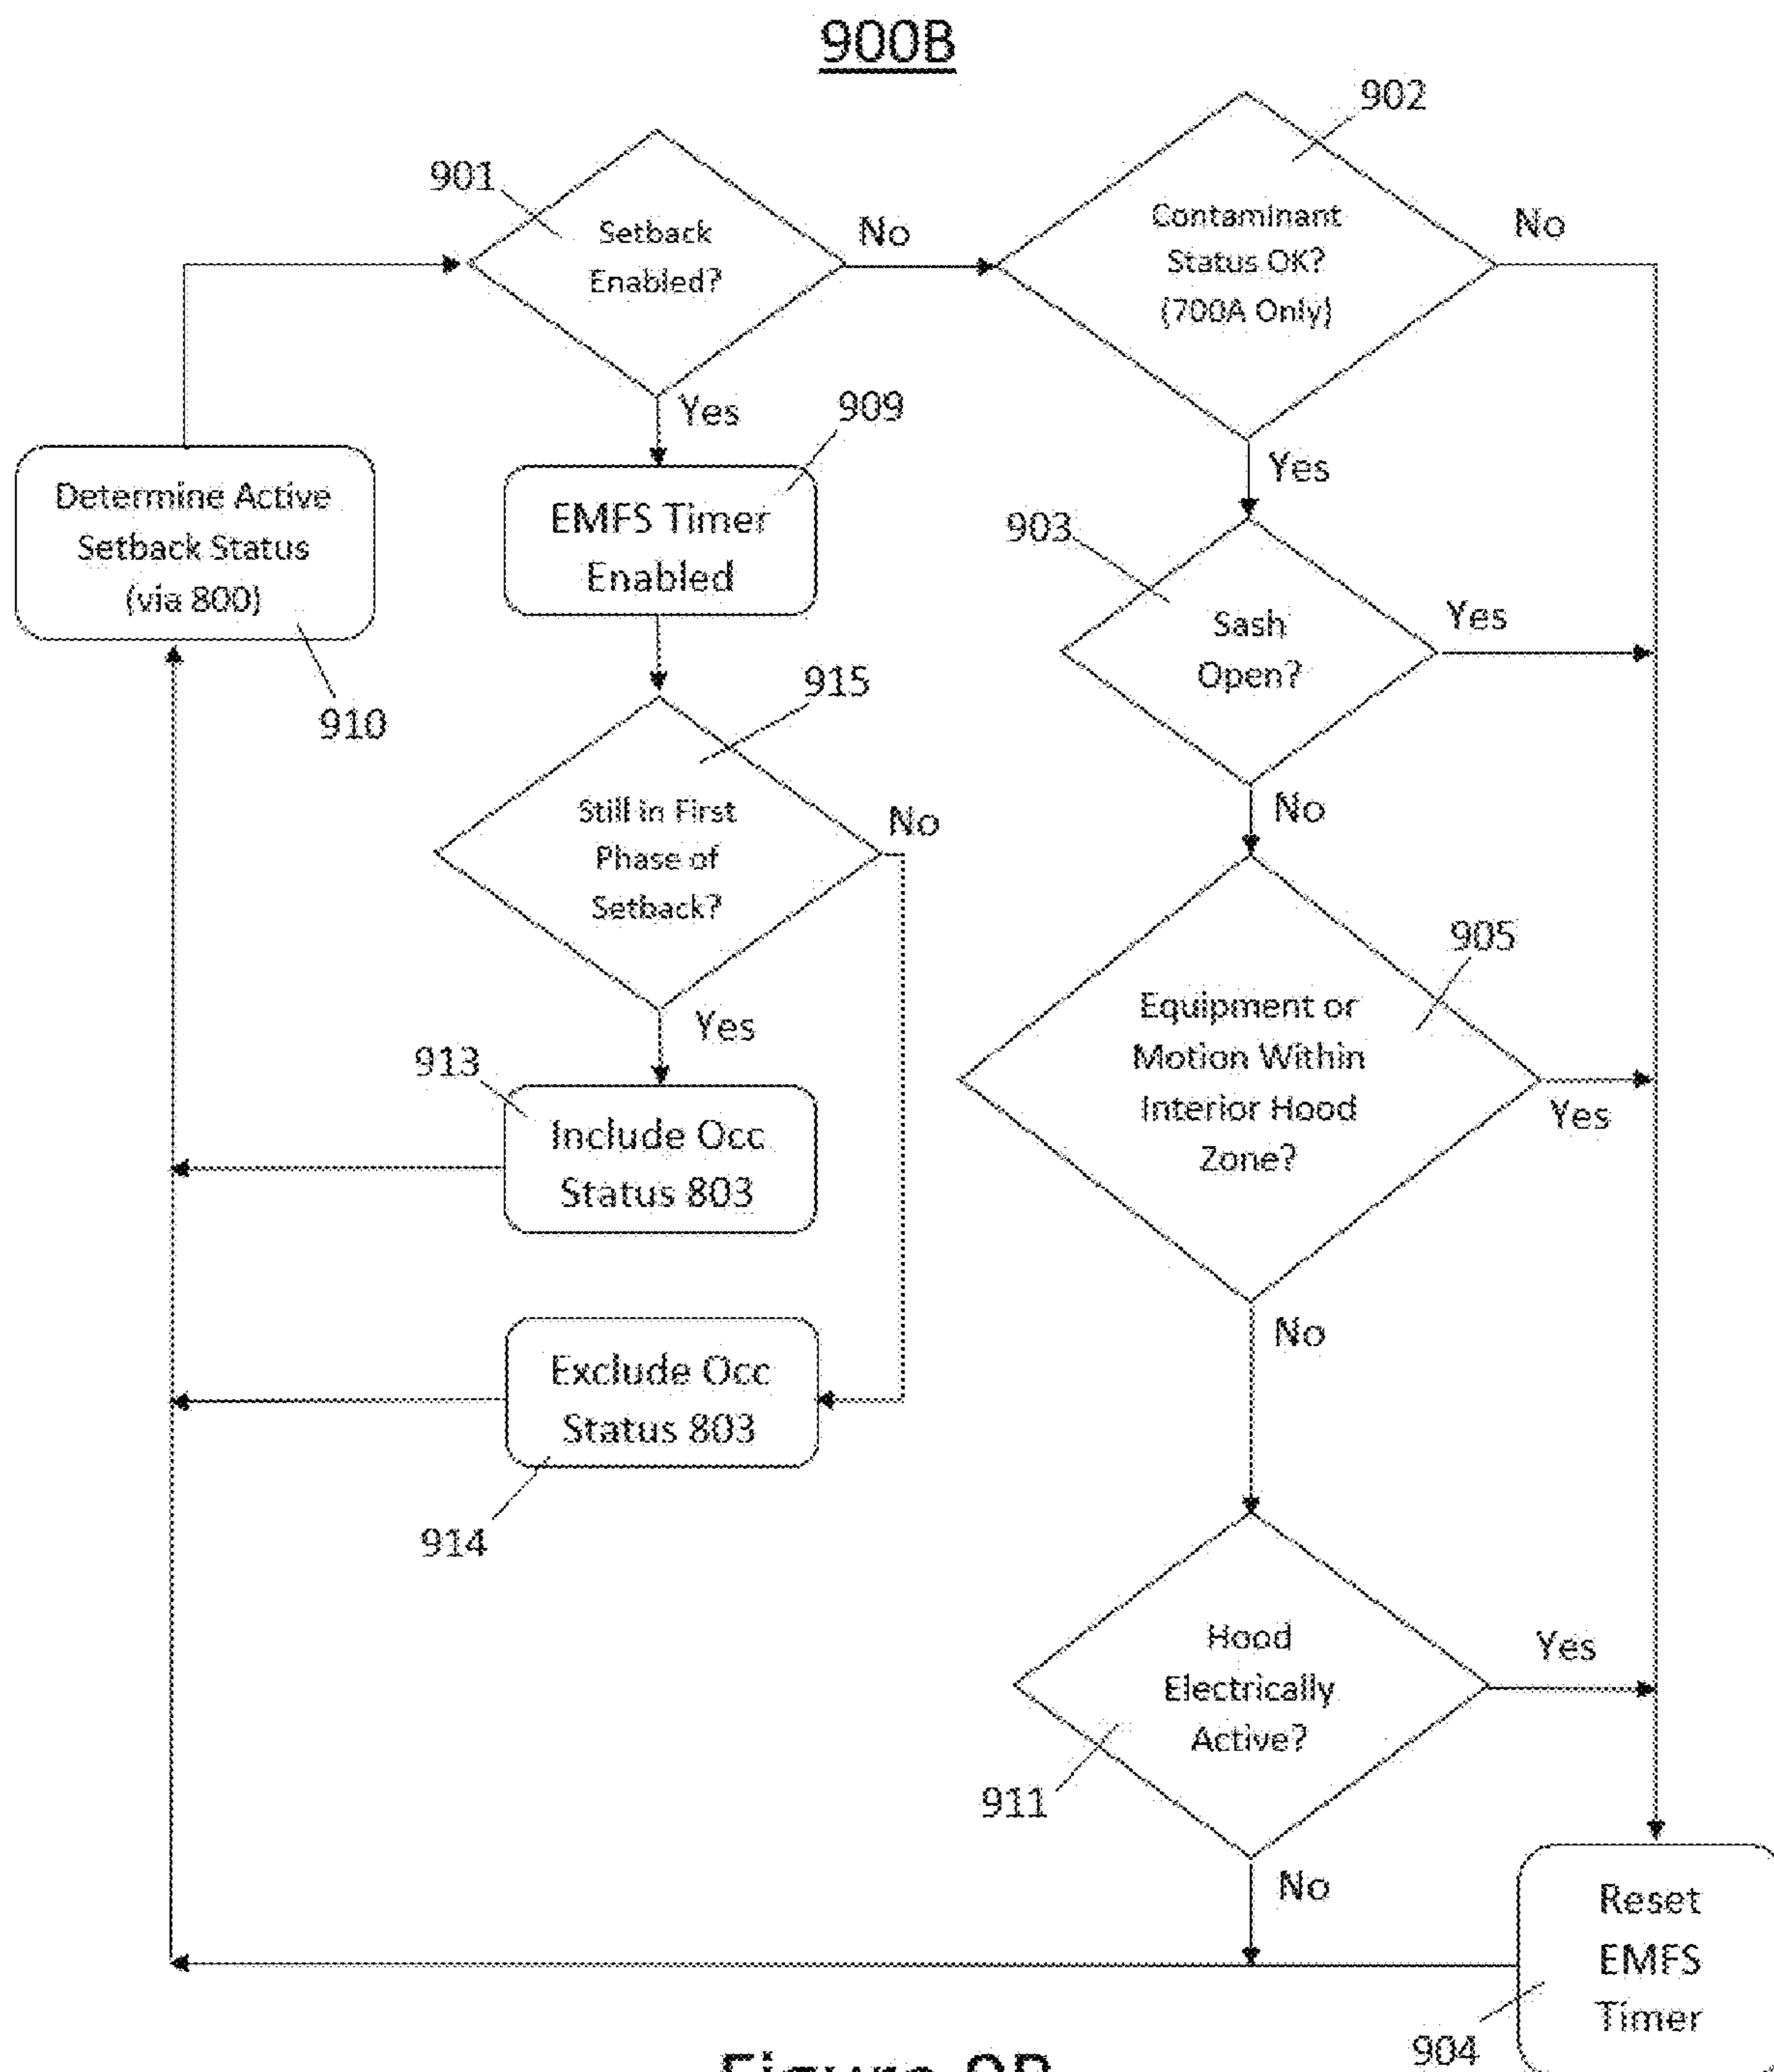 900B
902
901
Setback
Enabled?
No
Contaminant
Status OK?
(700A Only)
No
Yes
909
Yes
Determine Active
Setback Status
(via 800)
910
EMFS Timer
Enabled
903
Sash
Open?
Yes
915
No
Still in First
Phase of
Setback?
No
905
Equipment or
Motion Within
Interior Hood
Zone?
Yes
Yes
913
Include Occ
Status 803
No
Exclude Occ
Status 803
914
Hood
Electrically
Active?
Yes
911
No
Reset
EMFS
Timer
904
Figure 9B